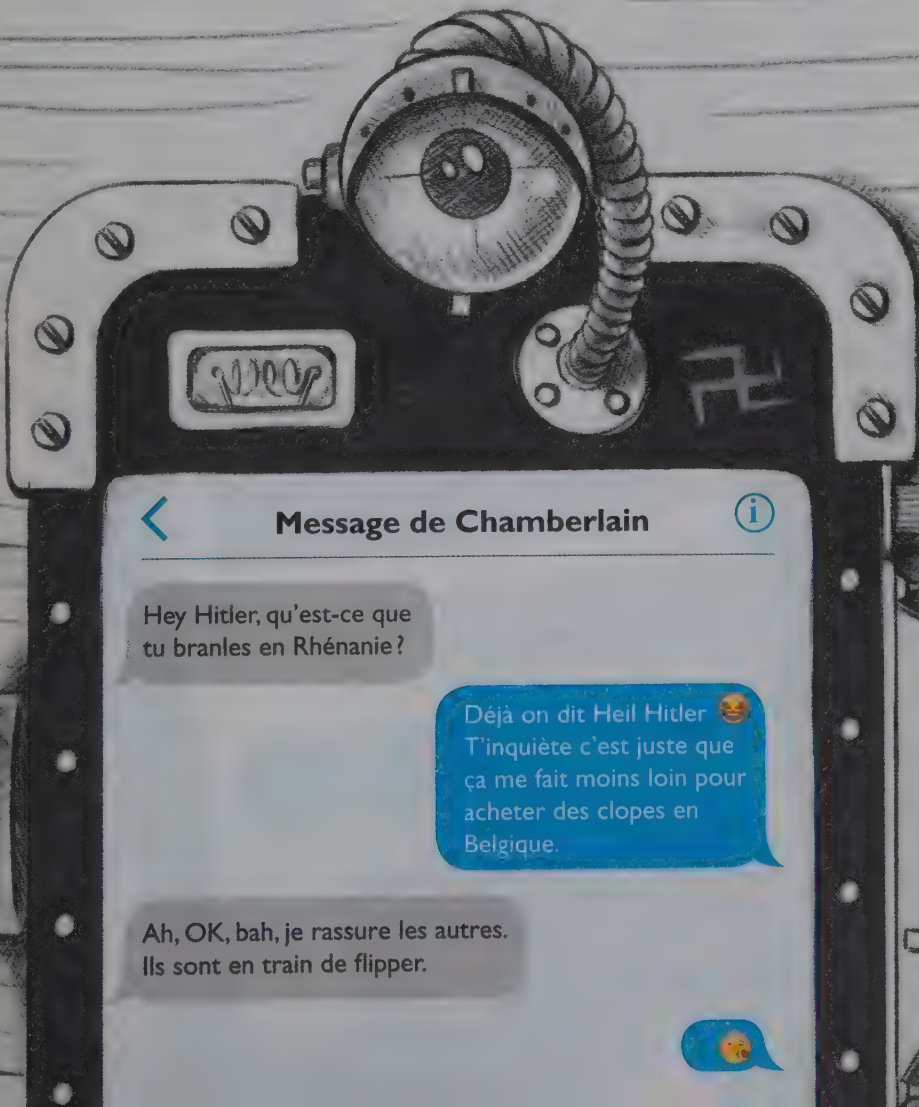 Message de Chamberlain
Hey Hitler, qu'est-ce que
tu branles en Rhénanie ?
Déjà on dit Heil Hitler 😆
T'inquiète c'est juste que
ça me fait moins loin pour
acheter des clopes en
Belgique.
Ah, OK, bah, je rassure les autres.
Ils sont en train de flipper.
😘